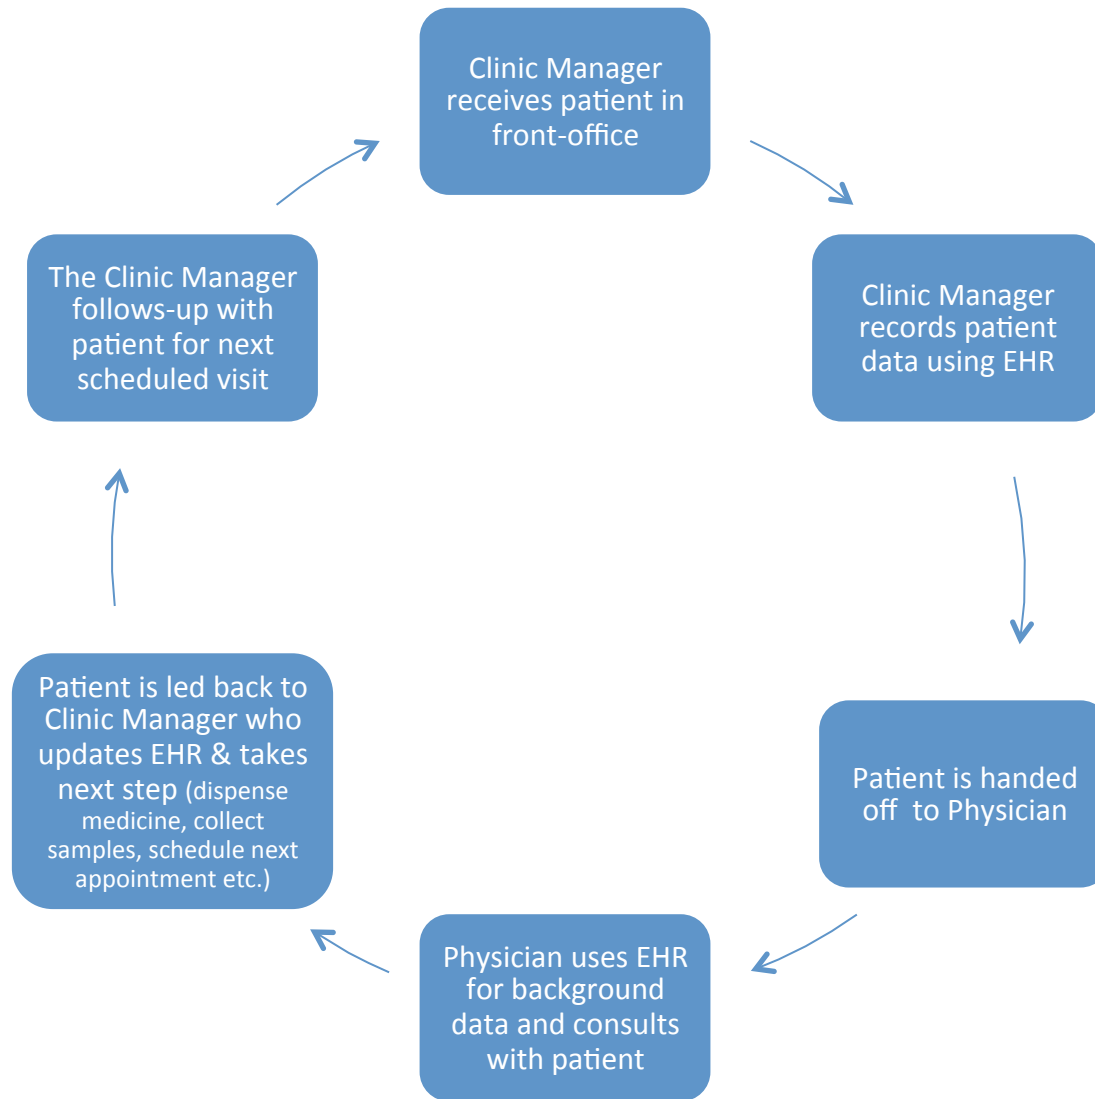 Clinic Manager
receives patient in
front-office
Clinic Manager
records patient
data using EHR
Patient is handed
off  to Physician
Physician uses EHR
for background
data and consults
with patient
Patient is led back to
Clinic Manager who
updates EHR & takes
next step (dispense
medicine, collect
samples, schedule next
appointment etc.)
The Clinic Manager
follows-up with
patient for next
scheduled visit